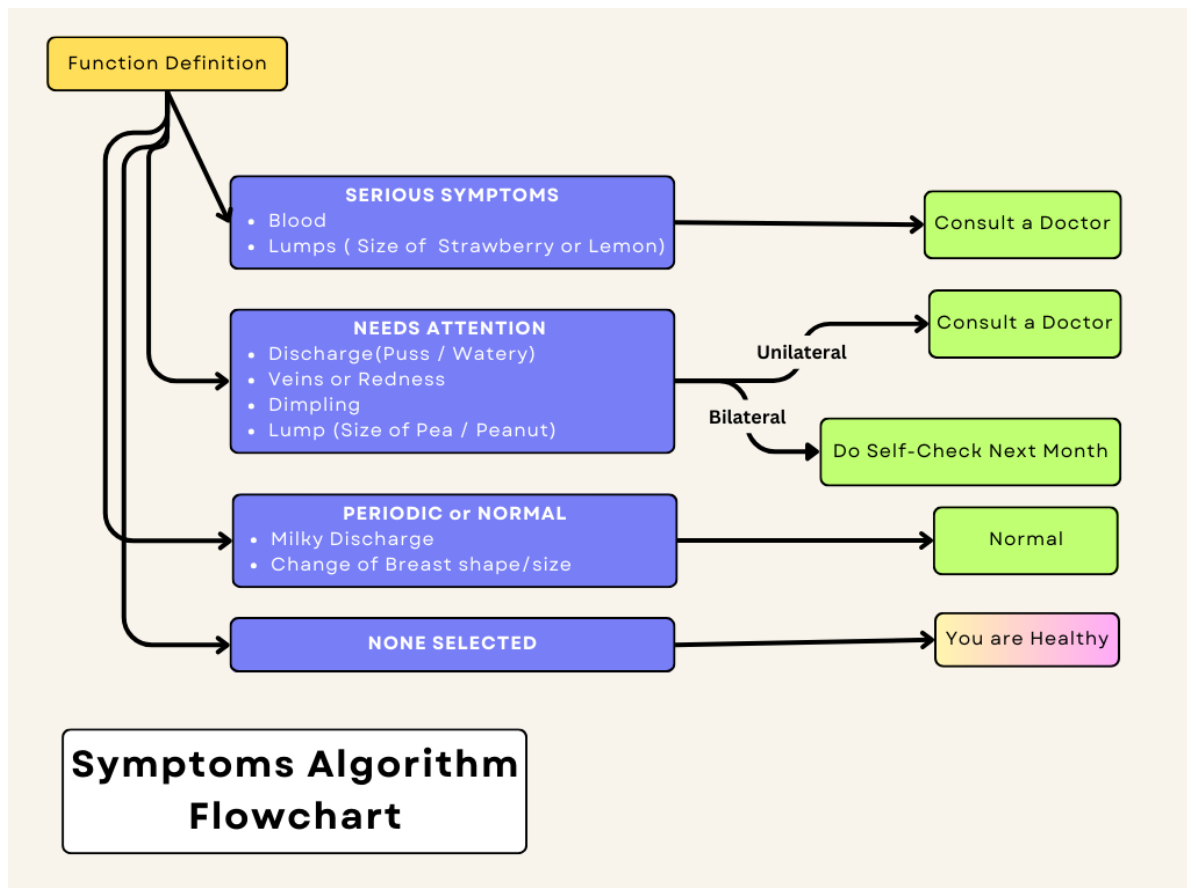 Function Definition
SERIOUS SYMPTOMS
• Blood
• Lumps ( Size of Strawberry or Lemon)
Consult a Doctor
NEEDS ATTENTION
• Discharge(Puss / Watery)
• Veins or Redness
• Dimpling
• Lump (Size of Pea / Peanut)
Unilateral
Consult a Doctor
Bilateral
Do Self-Check Next Month
PERIODIC or NORMAL
• Milky Discharge
• Change of Breast shape/size
Normal
NONE SELECTED
You are Healthy
Symptoms Algorithm
Flowchart